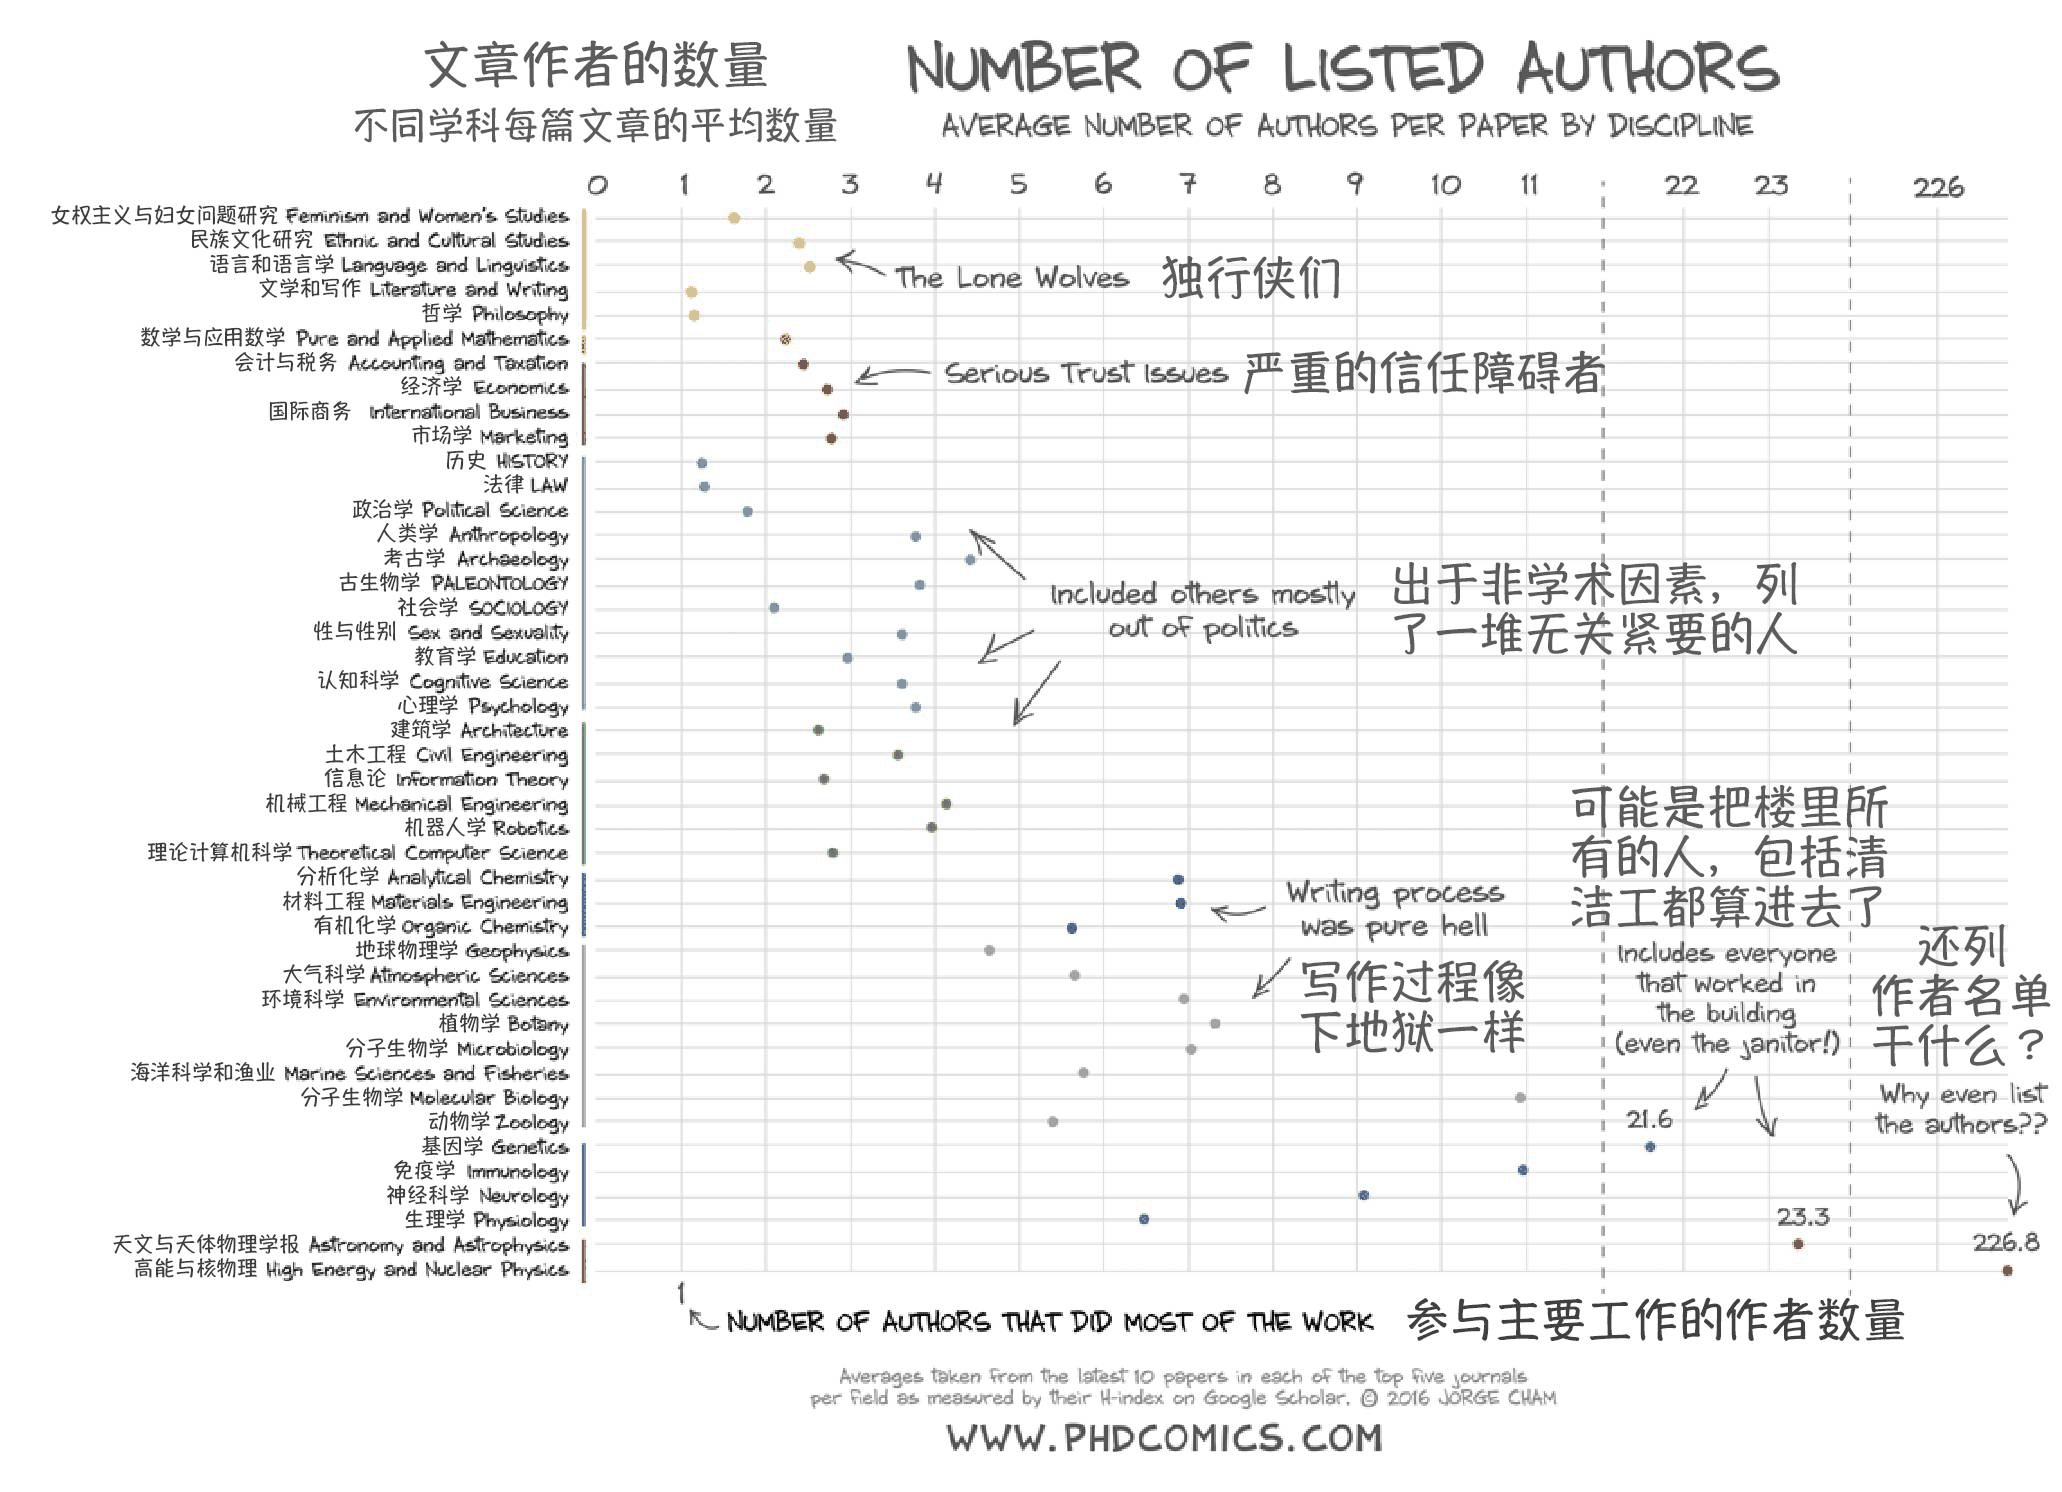 文章作者的数量
NUMBER OF LISTED AUTHORS
不同学科每篇文章的平均数量
AVERAGE NUMBER OF AUTHORS PER PAPER BY DISCIPLINE
0 1 2 3 4 5 6 7 8 9 10 11 22 23 226
女权主义与妇女问题研究 Feminism and Women's Studies
民族文化研究 Ethnic and Cultural Studies
语言和语言学 Language and Linguistics
文学和写作 Literature and Writing
哲学 Philosophy
The Lone Wolves 独行侠们
数学与应用数学 Pure and Applied Mathematics
会计与税务 Accounting and Taxation
经济学 Economics
国际商务 International Business
市场学 Marketing
Serious Trust Issues 严重的信任障碍者
历史 HISTORY
法律 LAW
政治学 Political Science
人类学 Anthropology
考古学 Archaeology
古生物学 PALEONTOLOGY
社会学 SOCIOLOGY
性与性别 Sex and Sexuality
教育学 Education
认知科学 Cognitive Science
心理学 Psychology
Included others mostly
out of politics
出于非学术因素，列
了一堆无关紧要的人
建筑学 Architecture
土木工程 Civil Engineering
信息论 Information Theory
机械工程 Mechanical Engineering
机器人学 Robotics
理论计算机科学 Theoretical Computer Science
分析化学 Analytical Chemistry
材料工程 Materials Engineering
有机化学 Organic Chemistry
地球物理学 Geophysics
大气科学 Atmospheric Sciences
环境科学 Environmental Sciences
植物学 Botany
分子生物学 Microbiology
海洋科学和渔业 Marine Sciences and Fisheries
分子生物学 Molecular Biology
动物学 Zoology
Writing process
was pure hell
写作过程像
下地狱一样
可能是把楼里所
有的人，包括清
洁工都算进去了
Includes everyone
that worked in
the building
(even the janitor!)
还列
作者名单
干什么？
Why even list
the authors??
基因学 Genetics
21.6
免疫学 Immunology
神经科学 Neurology
生理学 Physiology
天文与天体物理学报 Astronomy and Astrophysics
23.3
高能与核物理 High Energy and Nuclear Physics
226.8
1
NUMBER OF AUTHORS THAT DID MOST OF THE WORK 参与主要工作的作者数量
Averages taken from the latest 10 papers in each of the top five journals
per field as measured by their H-index on Google Scholar. © 2016 JORGE CHAM
WWW.PHDCOMICS.COM